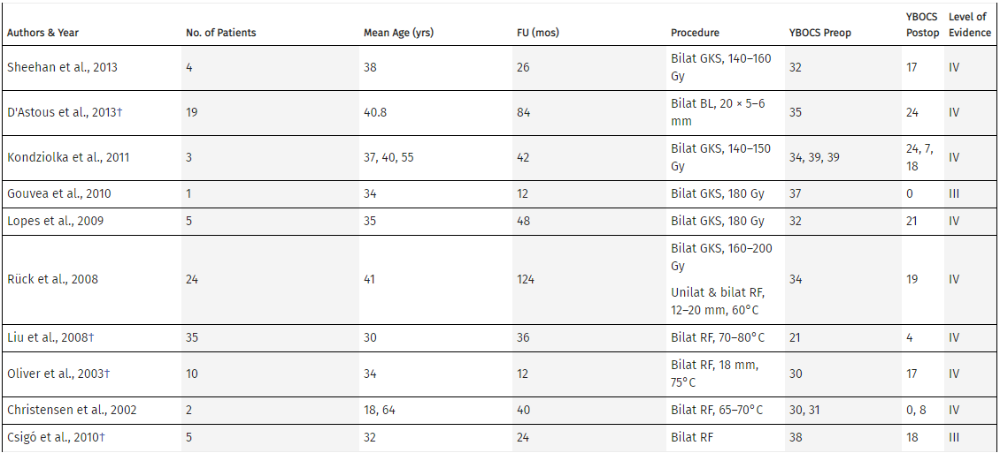 Authors & Year No. of Patients Mean Age (yrs) FU (mos) Procedure YBOCS Preop YBOCS Postop Level of Evidence
Sheehan et al., 2013 4 38 26 Bilat GKS, 140–160 Gy 32 17 IV
D'Astous et al., 2013† 19 40.8 84 Bilat BL, 20 × 5–6 mm 35 24 IV
Kondziolka et al., 2011 3 37, 40, 55 42 Bilat GKS, 140–150 Gy 34, 39, 39 24, 7, 18 IV
Gouvea et al., 2010 1 34 12 Bilat GKS, 180 Gy 37 0 III
Lopes et al., 2009 5 35 48 Bilat GKS, 180 Gy 32 21 IV
Rück et al., 2008 24 41 124 Bilat GKS, 160–200 Gy Unilat & bilat RF, 12–20 mm, 60°C 34 19 IV
Liu et al., 2008† 35 30 36 Bilat RF, 70–80°C 21 4 IV
Oliver et al., 2003† 10 34 12 Bilat RF, 18 mm, 75°C 30 17 IV
Christensen et al., 2002 2 18, 64 40 Bilat RF, 65–70°C 30, 31 0, 8 IV
Csigó et al., 2010† 5 32 24 Bilat RF 38 18 III